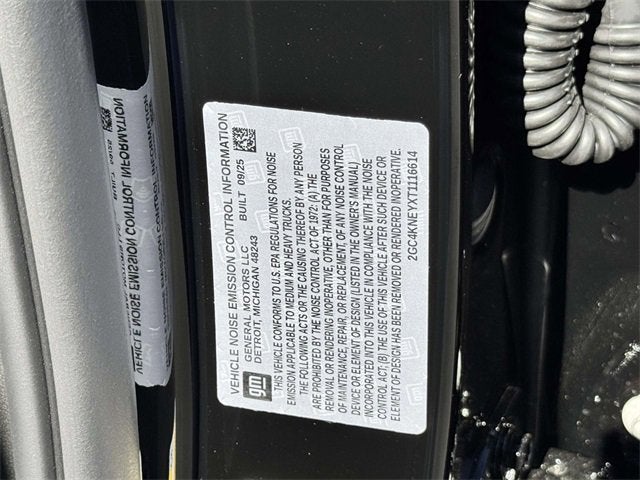 VEHICLE NOISE EMISSION CONTROL INFORMATION
gm
GENERAL MOTORS LLC BUILT 09/25
DETROIT, MICHIGAN 48243
THIS VEHICLE CONFORMS TO U.S. EPA REGULATIONS FOR NOISE
EMISSION APPLICABLE TO MEDIUM AND HEAVY TRUCKS.
THE FOLLOWING ACTS OR THE CAUSING THEREOF BY ANY PERSON
ARE PROHIBITED BY THE NOISE CONTROL ACT OF 1972: (A) THE
REMOVAL OR RENDERING INOPERATIVE, OTHER THAN FOR PURPOSES
OF MAINTENANCE, REPAIR, OR REPLACEMENT, OF ANY NOISE CONTROL
DEVICE OR ELEMENT OF DESIGN (LISTED IN THE OWNER'S MANUAL)
INCORPORATED INTO THIS VEHICLE IN COMPLIANCE WITH THE NOISE
CONTROL ACT; (B) THE USE OF THIS VEHICLE AFTER SUCH DEVICE OR
ELEMENT OF DESIGN HAS BEEN REMOVED OR RENDERED INOPERATIVE.
2GC4KNEYXT1116614
VEHICLE NOISE EMISSION CONTROL INFORMATION